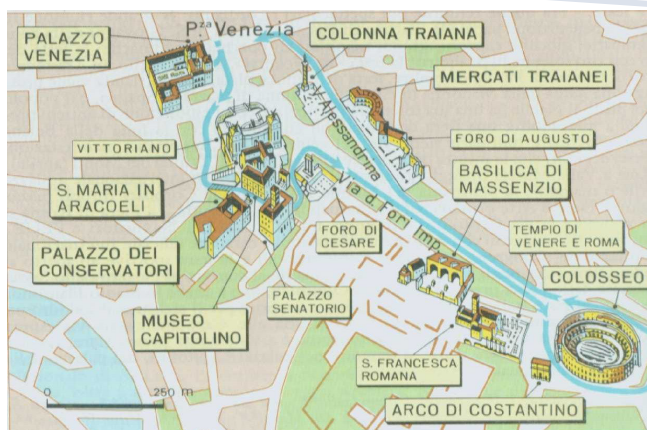 PALAZZO
VENEZIA
Pza Venezia
COLONNA TRAIANA
MERCATI TRAIANEI
V. Alessandrina
VITTORIANO
FORO DI AUGUSTO
S. MARIA IN
ARACOELI
BASILICA DI
MASSENZIO
Via d. Fori Imp.
FORO DI
CESARE
TEMPIO DI
VENERE E ROMA
PALAZZO DEI
CONSERVATORI
COLOSSEO
PALAZZO
SENATORIO
MUSEO
CAPITOLINO
S. FRANCESCA
ROMANA
0 250 m
ARCO DI COSTANTINO